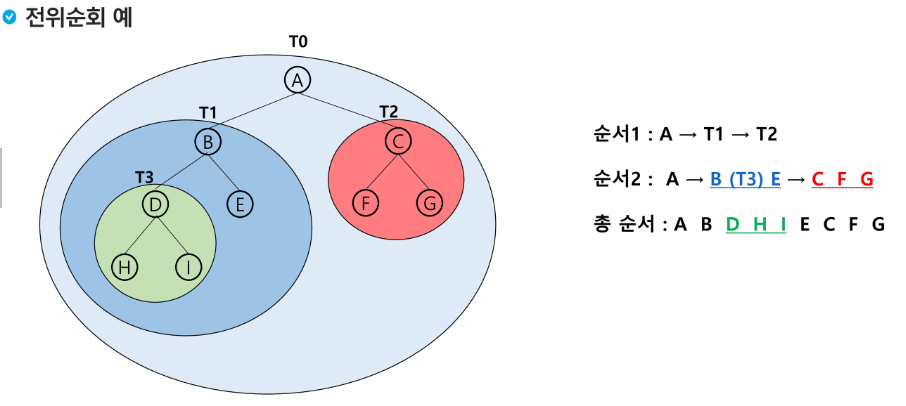 전위순회 예
T0
A
T1
T2
B
C
T3
D
E
F
G
H
I
순서1 : A → T1 → T2
순서2 : A → B (T3) E → C F G
총 순서 : A B D H I E C F G